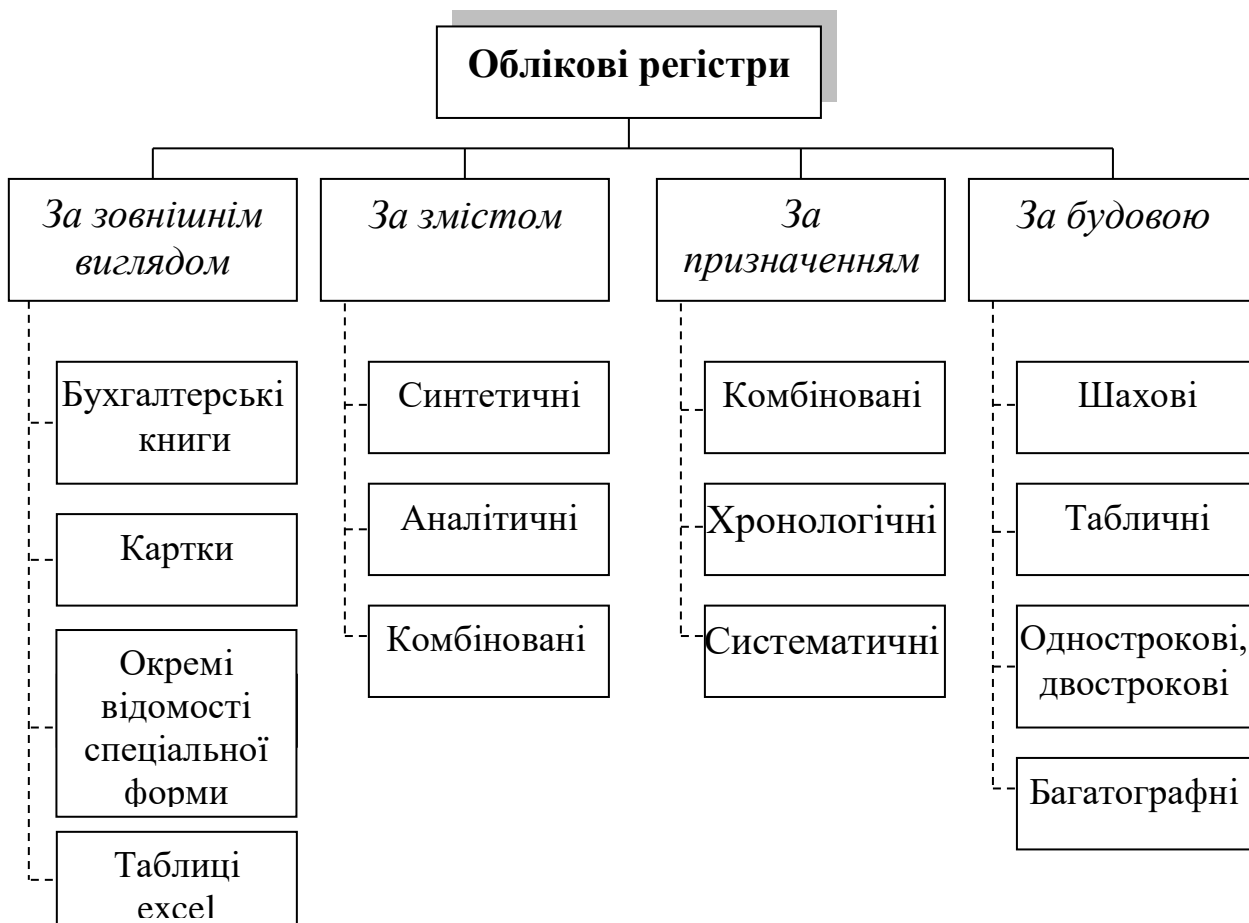 Облікові регістри
За зовнішнім
виглядом
Бухгалтерські
книги
Картки
Окремі
відомості
спеціальної
форми
Таблиці
excel
За змістом
Синтетичні
Аналітичні
Комбіновані
За
призначенням
Комбіновані
Хронологічні
Систематичні
За будовою
Шахові
Табличні
Однострокові,
двострокові
Багатографні